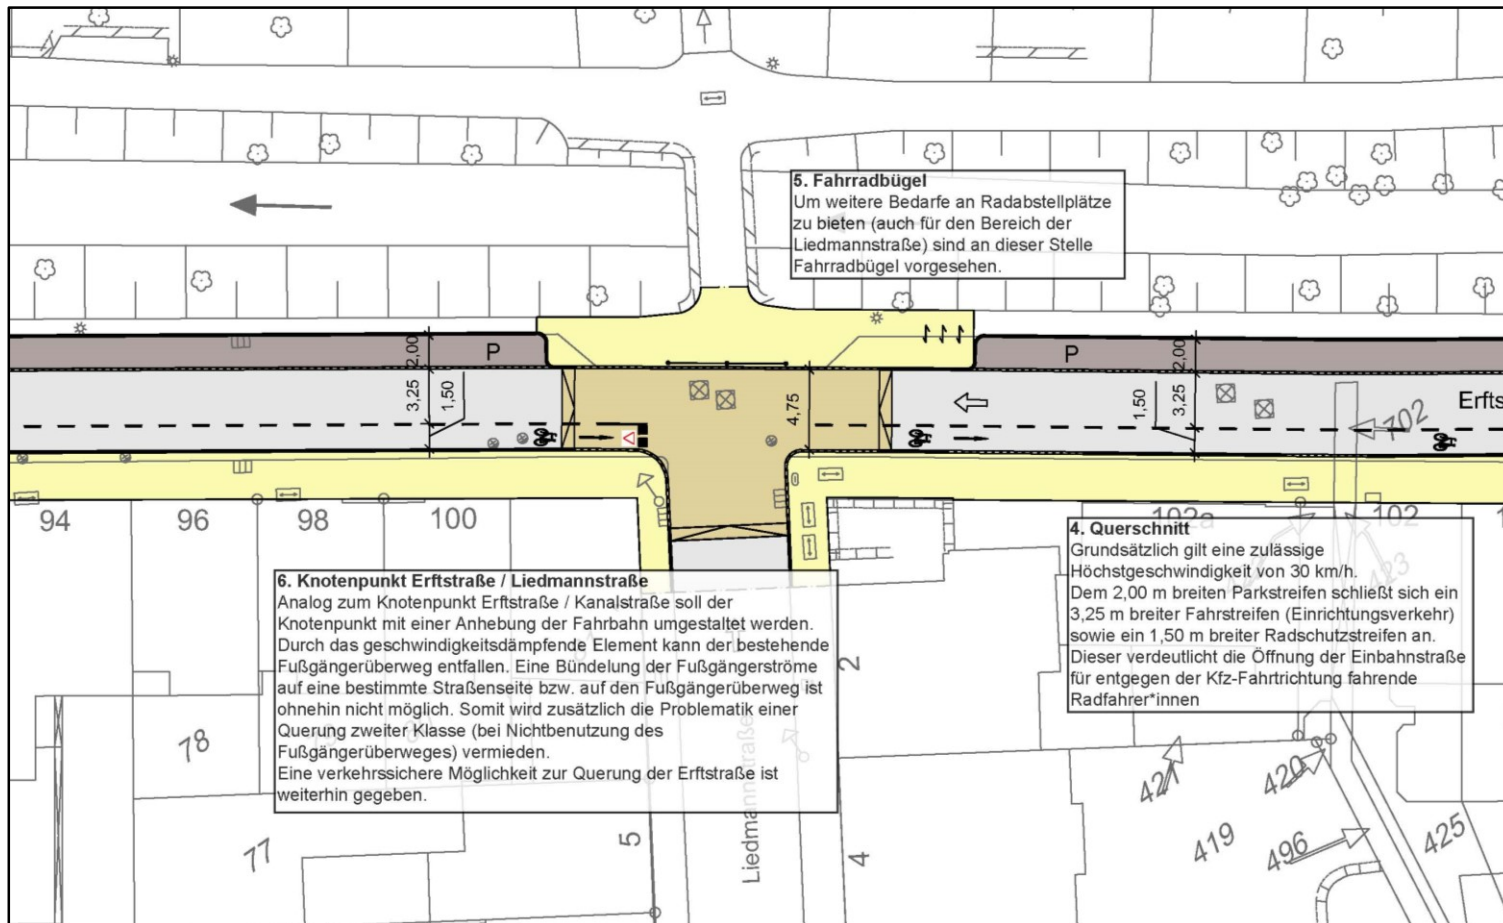 5. Fahrradbügel
Um weitere Bedarfe an Radabstellplätze
zu bieten (auch für den Bereich der
Liedmannstraße) sind an dieser Stelle
Fahrradbügel vorgesehen.
P
2,00
3,25
1,50
4,75
P
2,00
1,50
3,25
Erfts
702
94
96
98
100
102a
102
4. Querschnitt
Grundsätzlich gilt eine zulässige
Höchstgeschwindigkeit von 30 km/h.
Dem 2,00 m breiten Parkstreifen schließt sich ein
3,25 m breiter Fahrstreifen (Einrichtungsverkehr)
sowie ein 1,50 m breiter Radschutzstreifen an.
Dieser verdeutlicht die Öffnung der Einbahnstraße
für entgegen der Kfz-Fahrtrichtung fahrende
Radfahrer*innen
423
6. Knotenpunkt Erftstraße / Liedmannstraße
Analog zum Knotenpunkt Erftstraße / Kanalstraße soll der
Knotenpunkt mit einer Anhebung der Fahrbahn umgestaltet werden.
Durch das geschwindigkeitsdämpfende Element kann der bestehende
Fußgängerüberweg entfallen. Eine Bündelung der Fußgängerströme
auf eine bestimmte Straßenseite bzw. auf den Fußgängerüberweg ist
ohnehin nicht möglich. Somit wird zusätzlich die Problematik einer
Querung zweiter Klasse (bei Nichtbenutzung des
Fußgängerüberweges) vermieden.
Eine verkehrssichere Möglichkeit zur Querung der Erftstraße ist
weiterhin gegeben.
2
78
77
5
Liedmannstraße
4
421
420
419
496
425